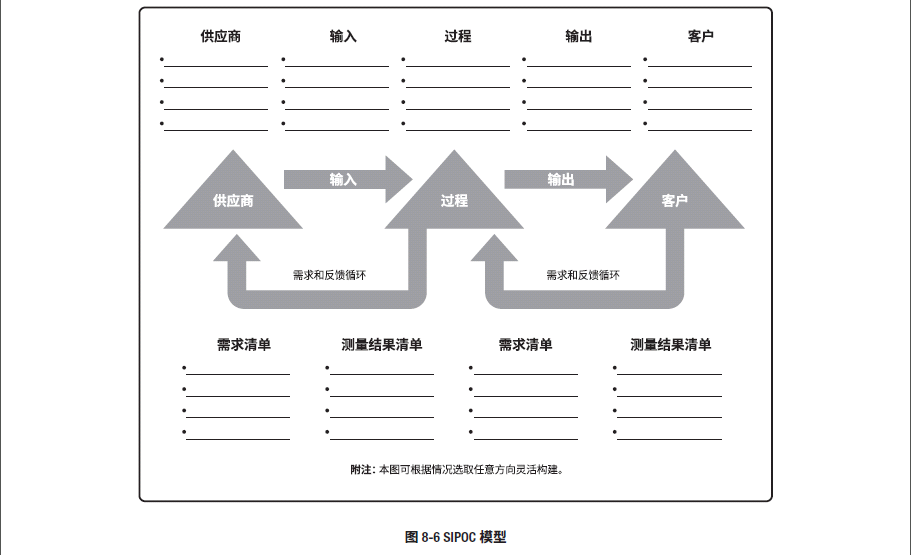 供应商 输入 过程 输出 客户
输入 输出
供应商 过程 客户
需求和反馈循环 需求和反馈循环
需求清单 测量结果清单 需求清单 测量结果清单
附注：本图可根据情况选取任意方向灵活构建。
图 8-6 SIPOC 模型